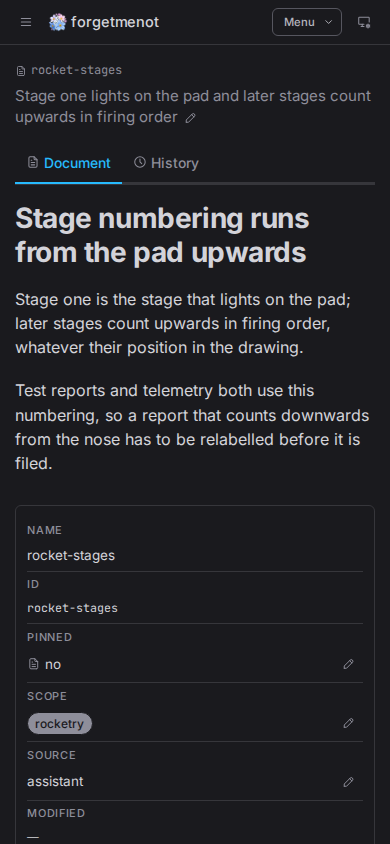 forgetmenot
Menu
rocket-stages
Stage one lights on the pad and later stages count
upwards in firing order
Document
History
Stage numbering runs
from the pad upwards
Stage one is the stage that lights on the pad;
later stages count upwards in firing order,
whatever their position in the drawing.
Test reports and telemetry both use this
numbering, so a report that counts downwards
from the nose has to be relabelled before it is
filed.
NAME
rocket-stages
ID
rocket-stages
PINNED
no
SCOPE
rocketry
SOURCE
assistant
MODIFIED
—